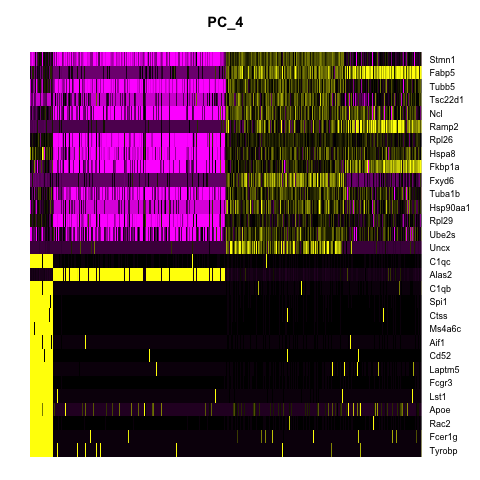 PC_4
Stmn1
Fabp5
Tubb5
Tsc22d1
Ncl
Ramp2
Rpl26
Hspa8
Fkbp1a
Fxyd6
Tuba1b
Hsp90aa1
Rpl29
Ube2s
Uncx
C1qc
Alas2
C1qb
Spi1
Ctss
Ms4a6c
Aif1
Cd52
Laptm5
Fcgr3
Lst1
Apoe
Rac2
Fcer1g
Tyrobp